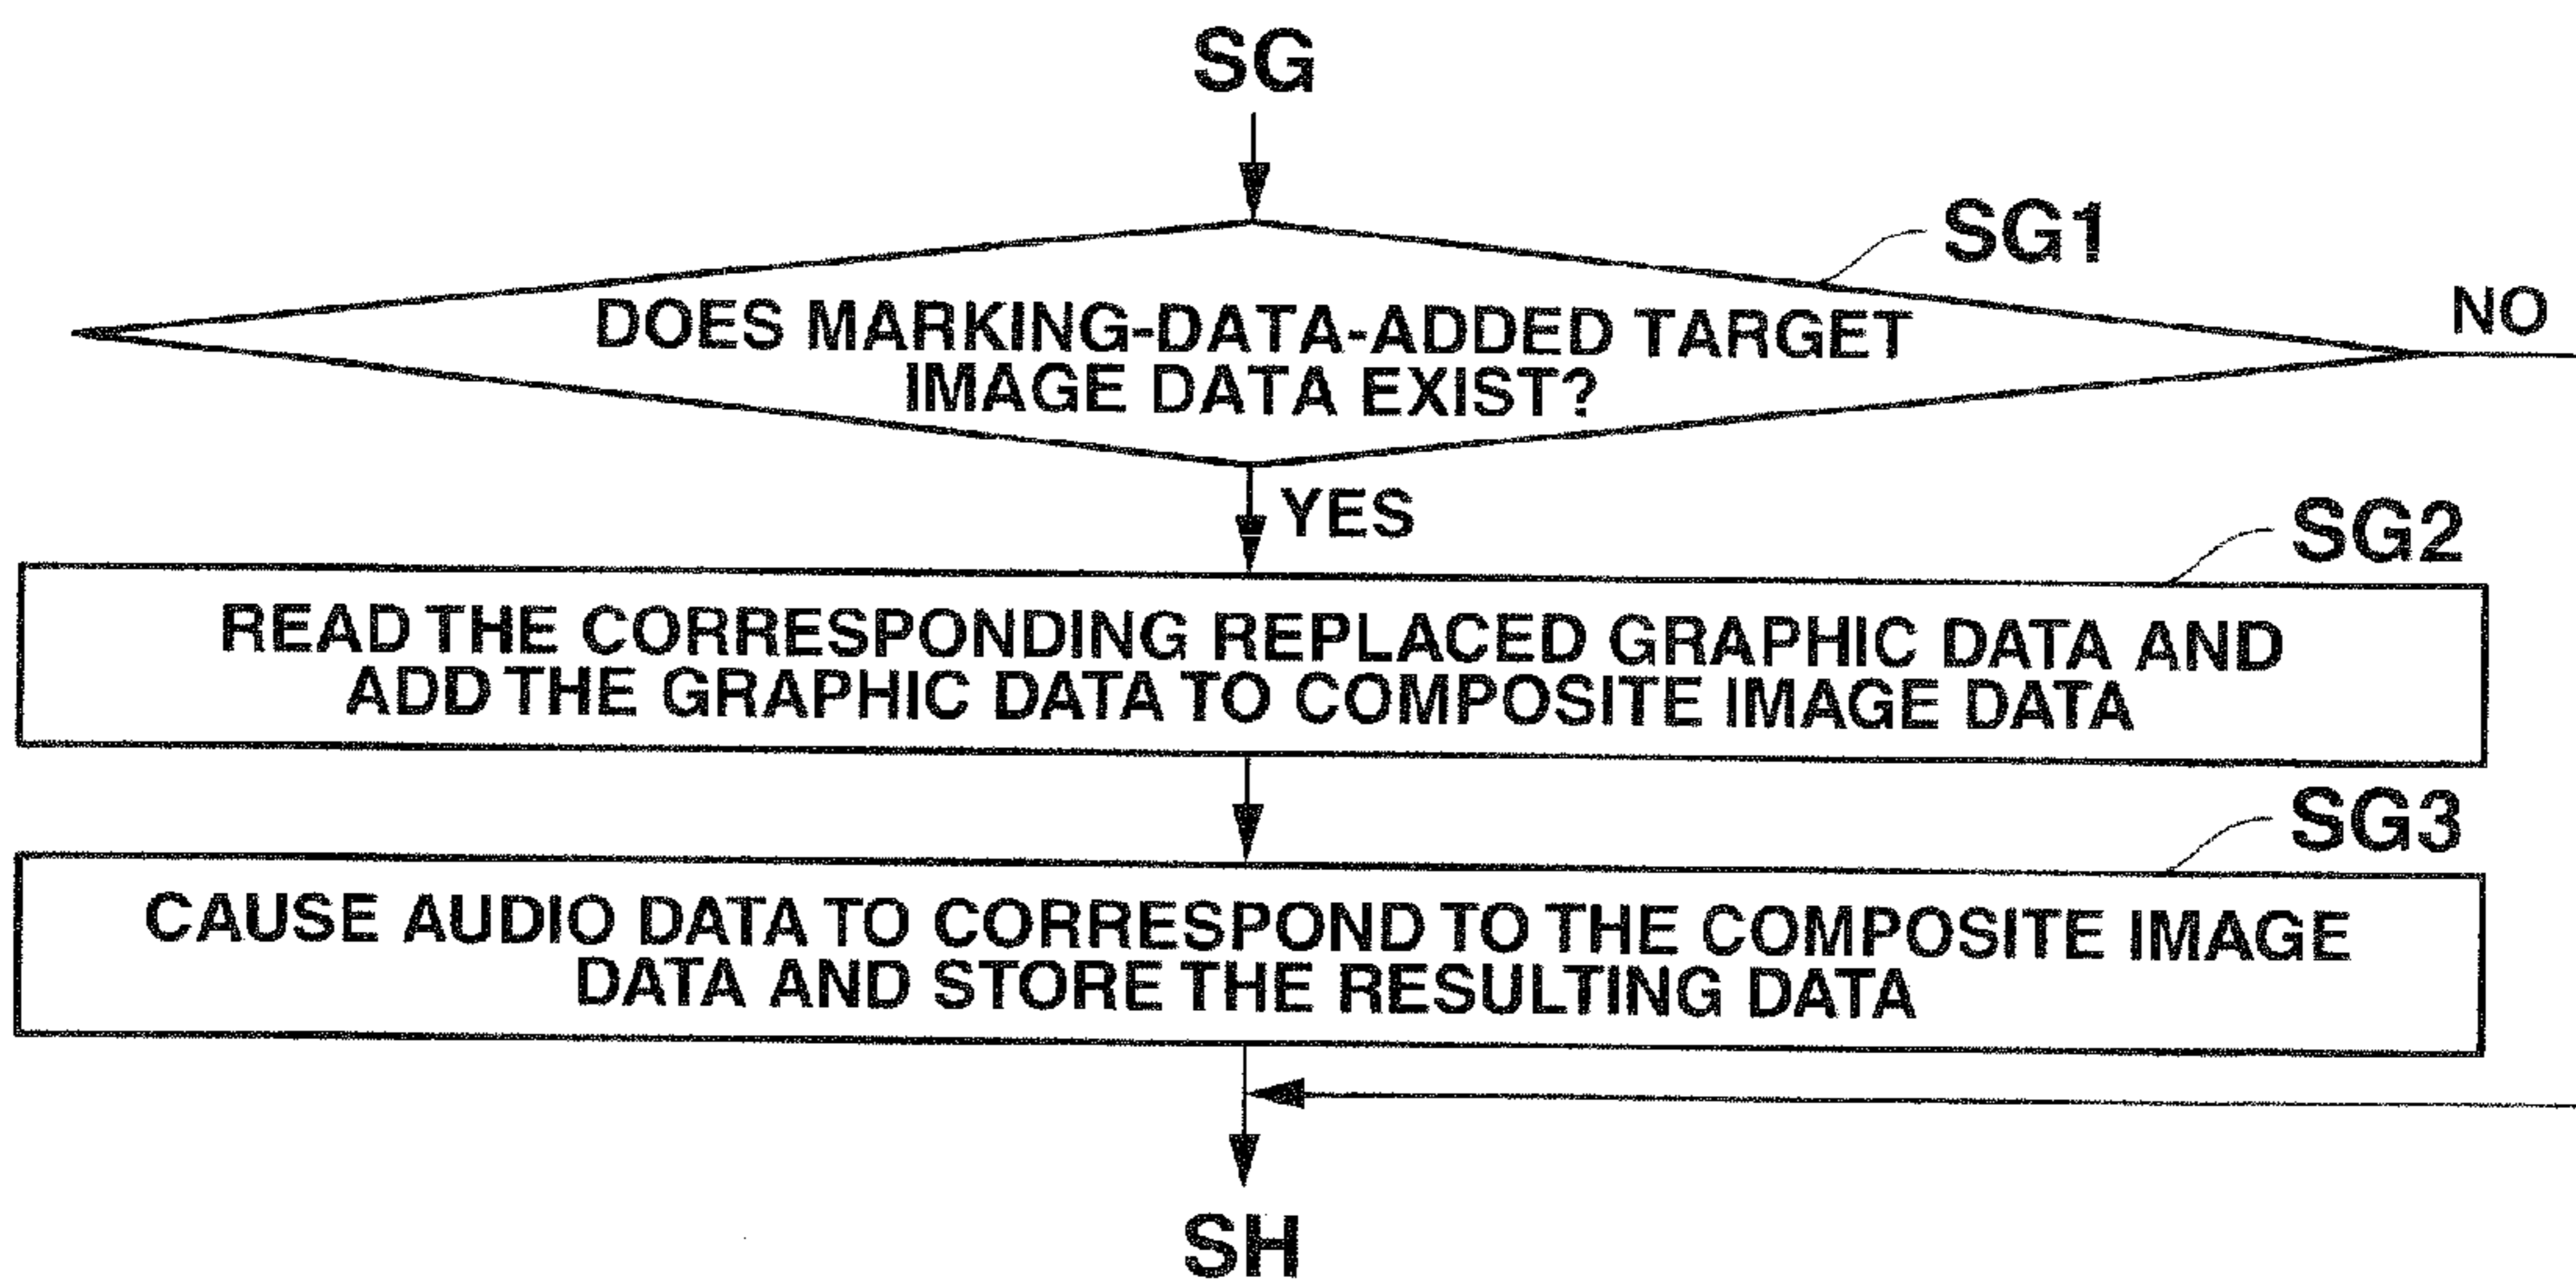 SG
SG1
DOES MARKING-DATA-ADDED TARGET
IMAGE DATA EXIST?
NO
YES
SG2
READ THE CORRESPONDING REPLACED GRAPHIC DATA AND
ADD THE GRAPHIC DATA TO COMPOSITE IMAGE DATA
SG3
CAUSE AUDIO DATA TO CORRESPOND TO THE COMPOSITE IMAGE
DATA AND STORE THE RESULTING DATA
SH